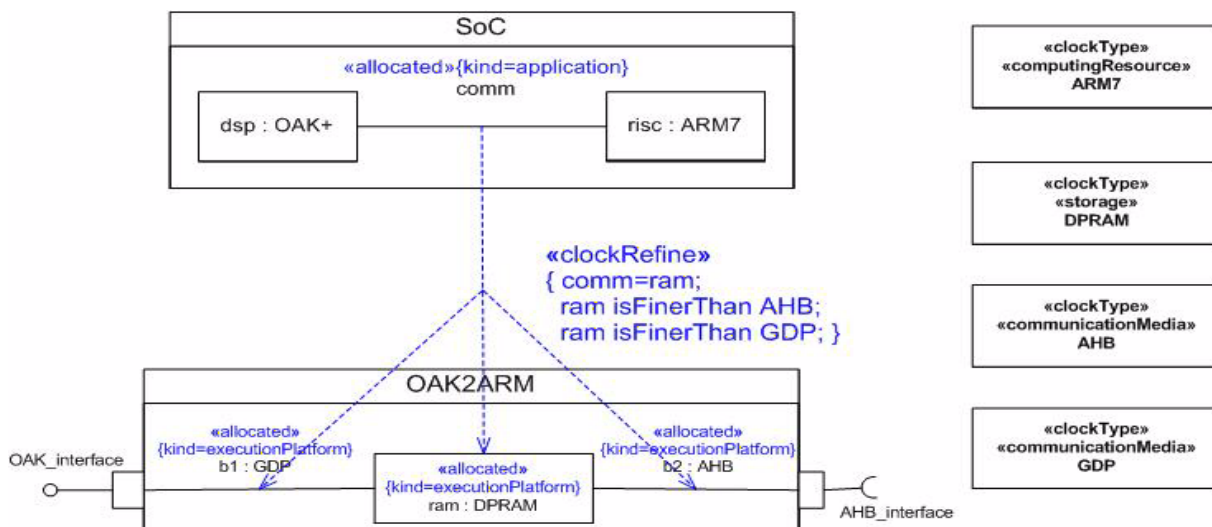 SoC
«allocated»{kind=application}
comm
dsp : OAK+
risc : ARM7
«clockRefine»
{ comm=ram;
ram isFinerThan AHB;
ram isFinerThan GDP; }
OAK2ARM
«allocated»
{kind=executionPlatform}
b1 : GDP
«allocated»
{kind=executionPlatform}
ram : DPRAM
«allocated»
{kind=executionPlatform}
b2 : AHB
OAK_interface
AHB_interface
«clockType»
«computingResource»
ARM7
«clockType»
«storage»
DPRAM
«clockType»
«communicationMedia»
AHB
«clockType»
«communicationMedia»
GDP